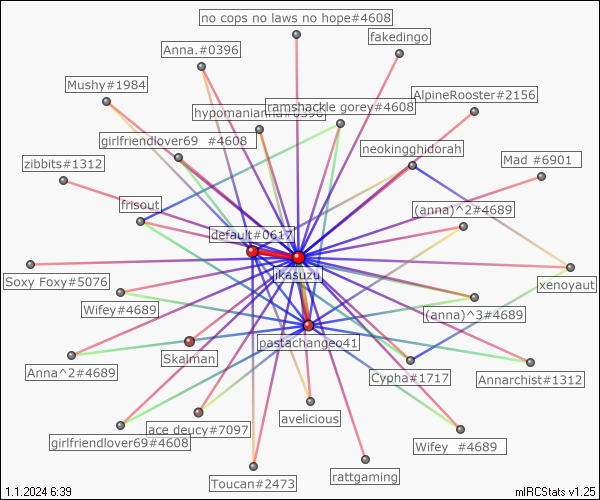 no cops no laws no hope#4608
fakedingo
Anna.#0396
Mushy#1984
AlpineRooster#2156
ramshackle gorey#4608
girlfriendlover69 #4608
neokingghidorah
zibbits#1312
Mad #6901
frisout
(anna)^2#4689
default#0617
jikasuzu
Soxy Foxy#5076
xenoyaut
Wifey#4689
(anna)^3#4689
pastachangeo41
Skalman
Anna^2#4689
Cypha#1717
Annarchist#1312
avelicious
ace deucy#7097
girlfriendlover69#4608
Wifey #4689
rattgaming
Toucan#2473
1.1.2024 6:39
mIRCStats v1.25